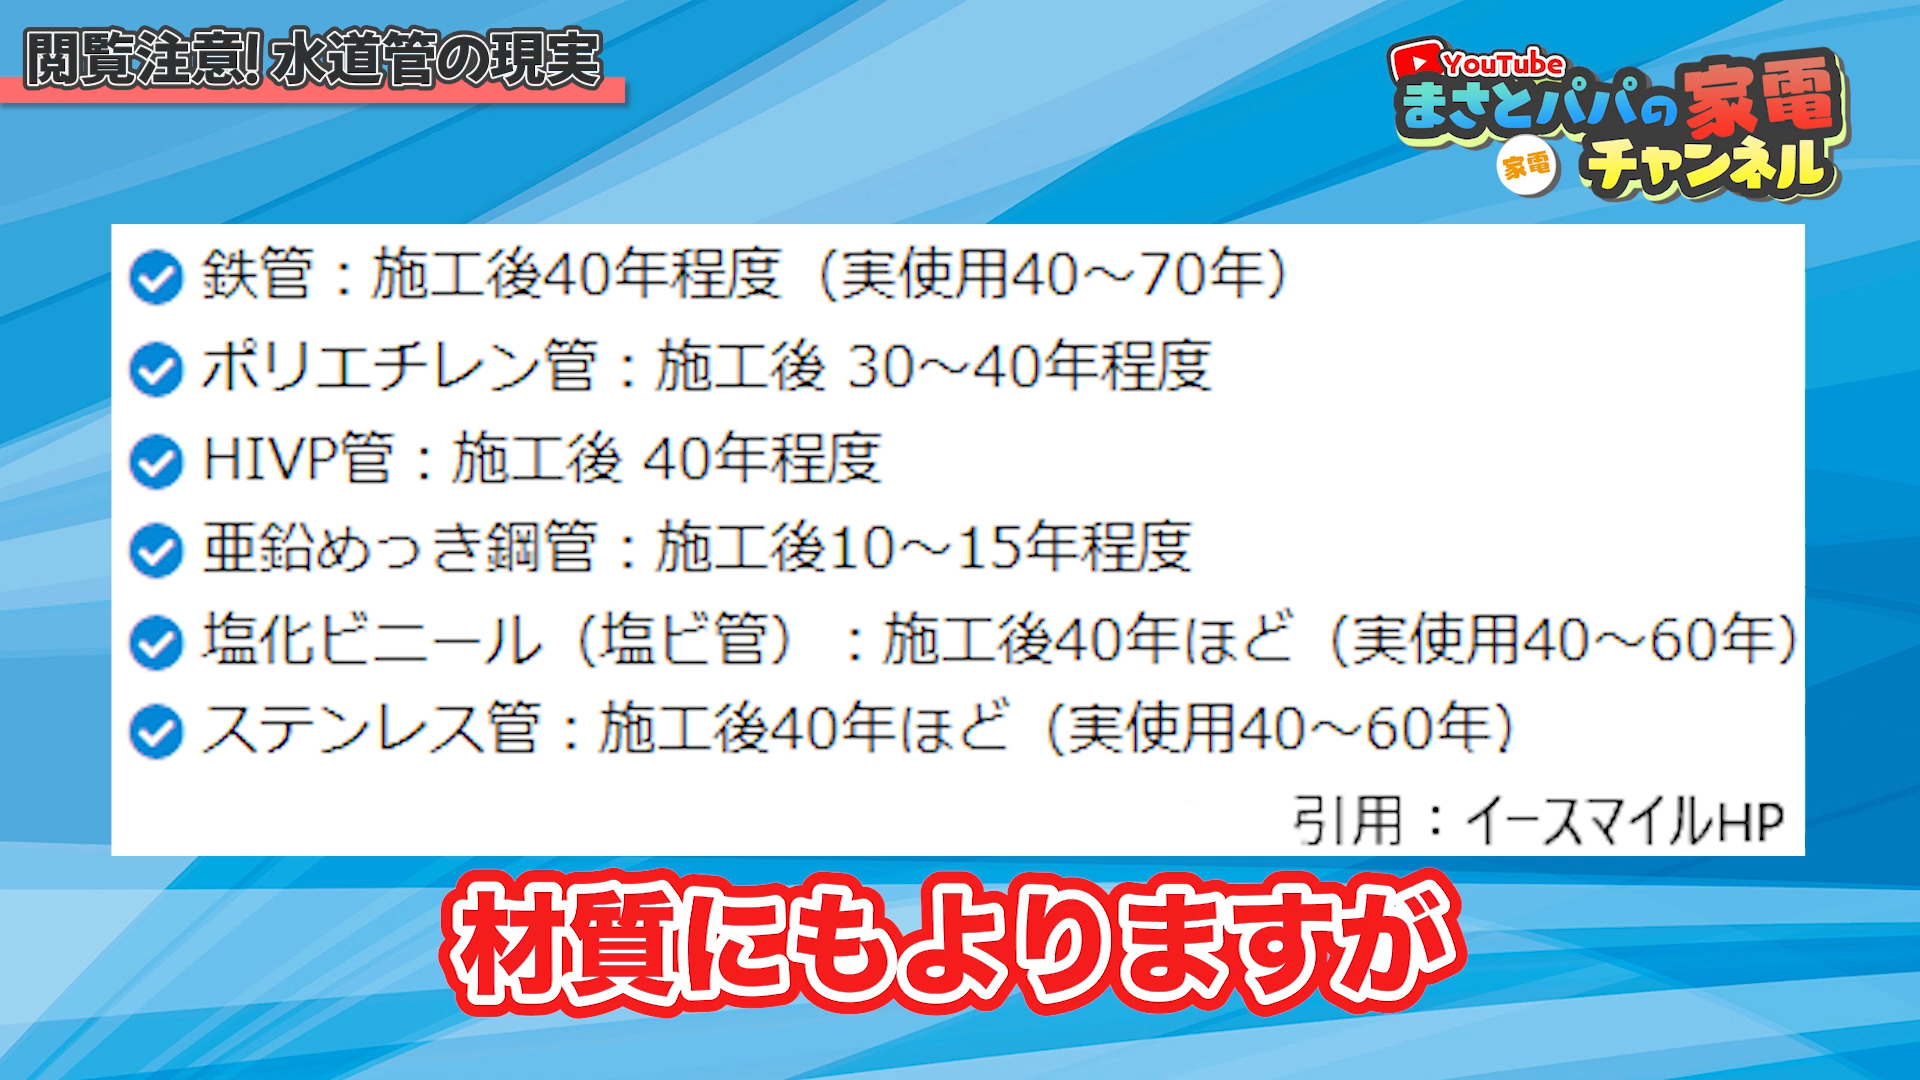 閲覧注意!水道管の現実
YouTube
まさとパパの家電
家電
チャンネル
鉄管：施工後40年程度（実使用40～70年）
ポリエチレン管：施工後 30～40年程度
HIVP管：施工後 40年程度
亜鉛めっき鋼管：施工後10～15年程度
塩化ビニール（塩ビ管）：施工後40年ほど（実使用40～60年）
ステンレス管：施工後40年ほど（実使用40～60年）
引用：イースマイルHP
材質にもよりますが